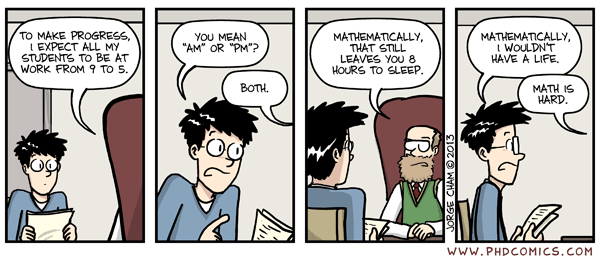 TO MAKE PROGRESS,
I EXPECT ALL MY
STUDENTS TO BE AT
WORK FROM 9 TO 5.
YOU MEAN
"AM" OR "PM"?
BOTH.
MATHEMATICALLY,
THAT STILL
LEAVES YOU 8
HOURS TO SLEEP.
MATHEMATICALLY,
I WOULDN'T
HAVE A LIFE.
MATH IS
HARD.
JORGE CHAM © 2013
WWW.PHDCOMICS.COM